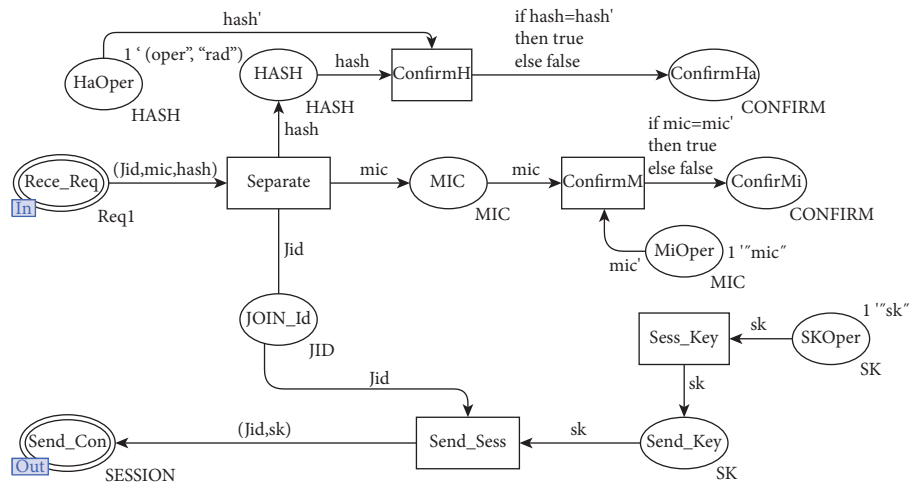 hash'
if hash=hash'
then true
else false
1 ‘ (oper”, “rad”)
HaOper
HASH
HASH
HASH
hash
ConfirmH
ConfirmHa
CONFIRM
hash
if mic=mic'
then true
else false
Rece_Req
In
Req1
(Jid,mic,hash)
Separate
mic
MIC
MIC
mic
ConfirmM
ConfirMi
CONFIRM
Jid
mic'
MiOper
1 '"mic"
MIC
JOIN_Id
JID
1 '"sk"
Sess_Key
sk
SKOper
SK
Jid
sk
Send_Con
Out
SESSION
(Jid,sk)
Send_Sess
sk
Send_Key
SK